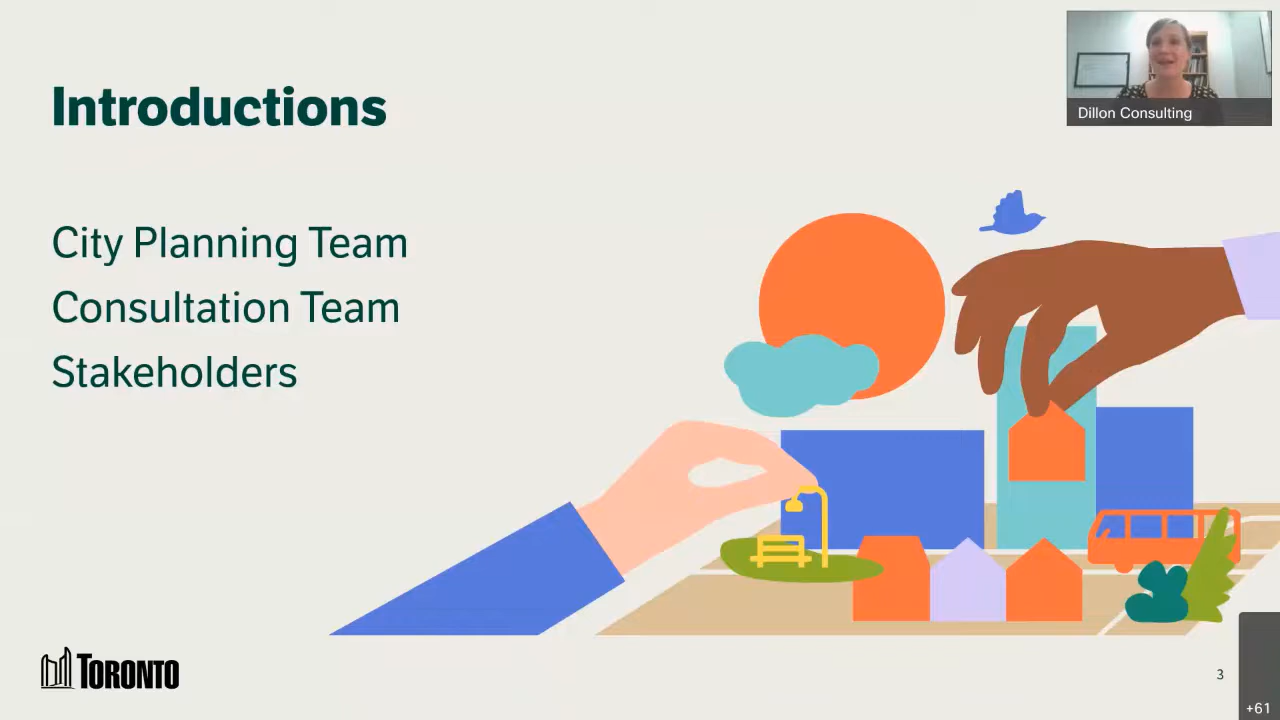 Introductions
Dillon Consulting
City Planning Team
Consultation Team
Stakeholders
TORONTO
3
+61